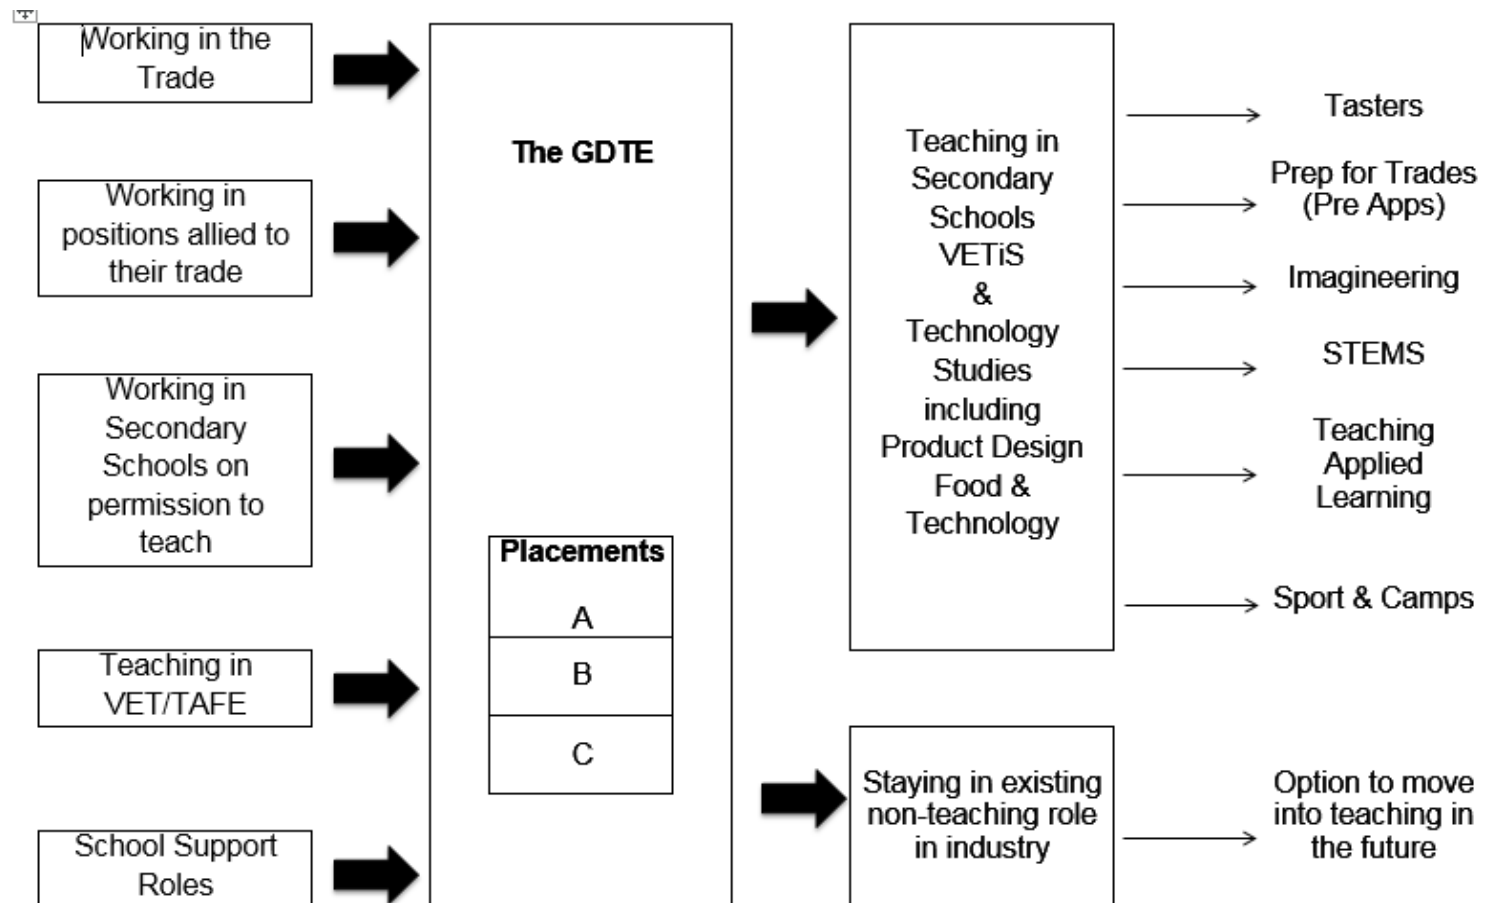 Working in the
Trade
Working in
positions allied to
their trade
Working in
Secondary
Schools on
permission to
teach
Teaching in
VET/TAFE
School Support
Roles
The GDTE
Placements
A
B
C
Teaching in
Secondary
Schools
VETiS
&
Technology
Studies
including
Product Design
Food &
Technology
Staying in existing
non-teaching role
in industry
Tasters
Prep for Trades
(Pre Apps)
Imagineering
STEMS
Teaching
Applied
Learning
Sport & Camps
Option to move
into teaching in
the future